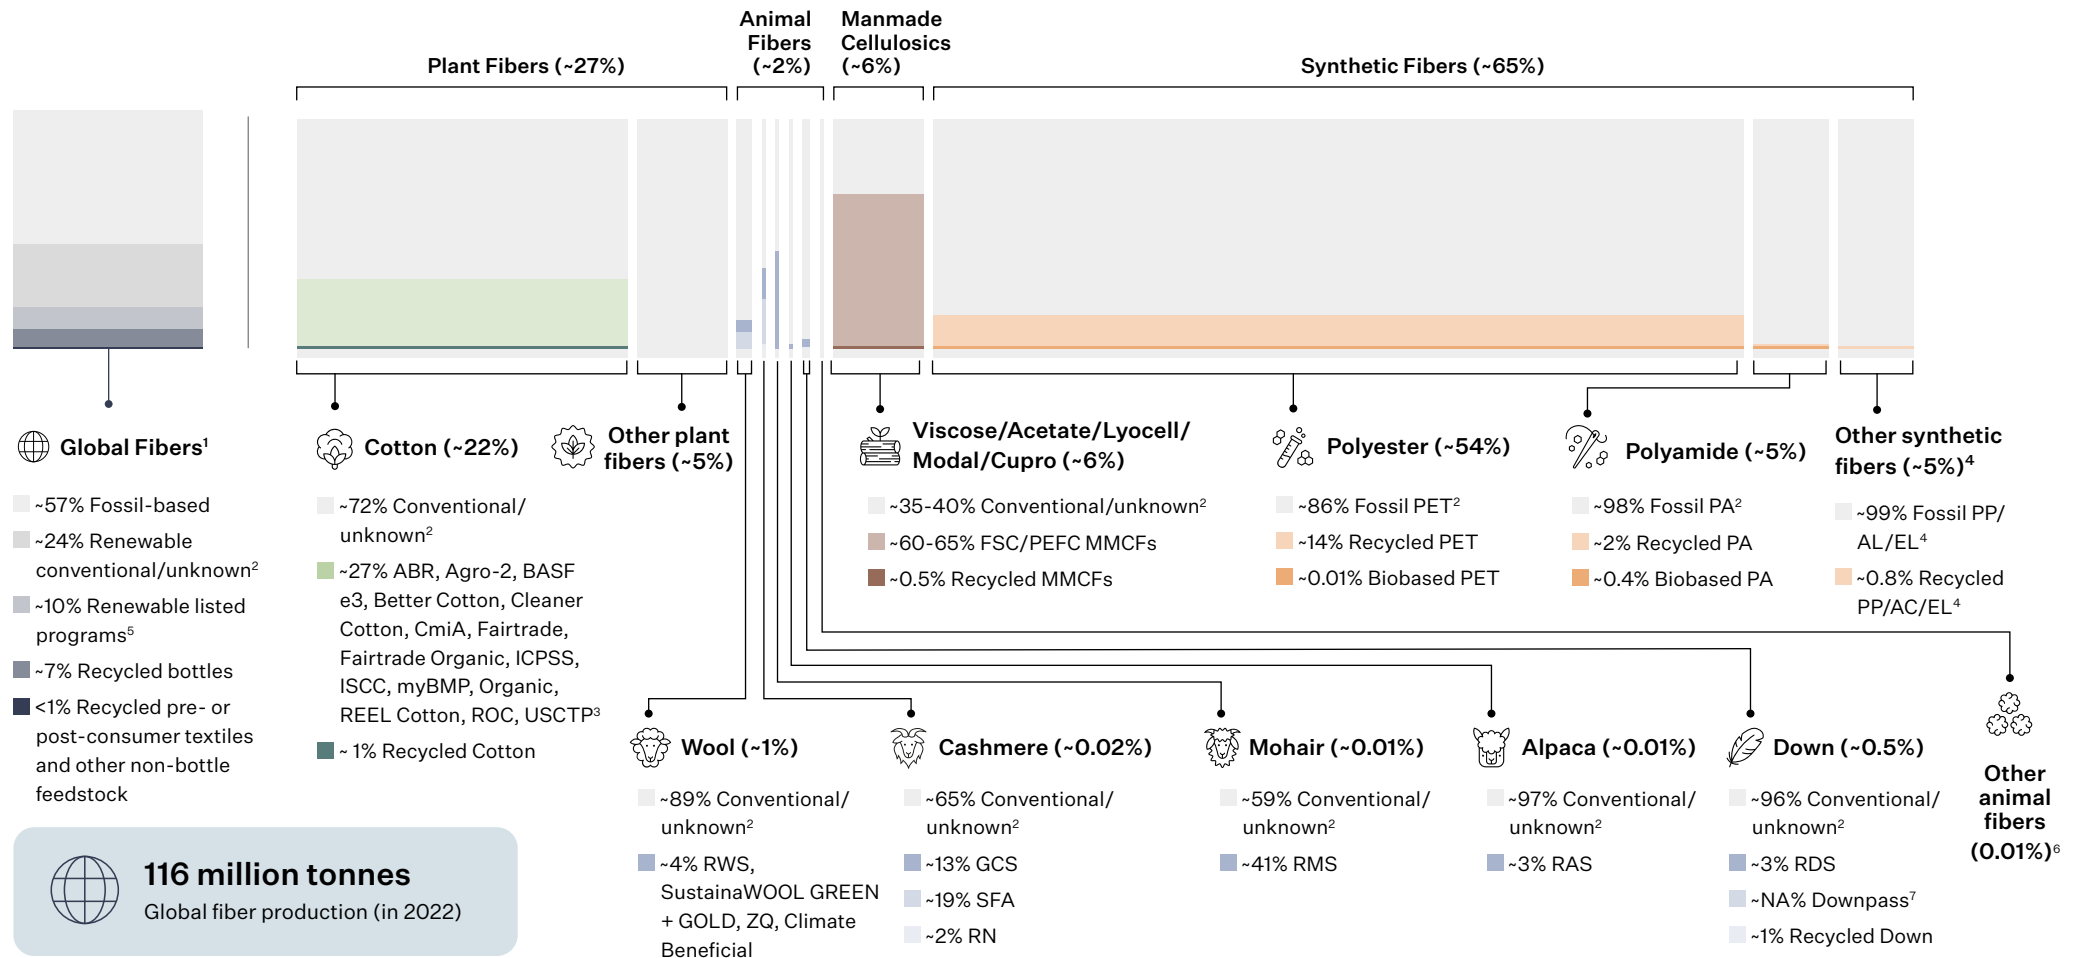 Plant Fibers (~27%)
Animal
Fibers
(~2%)
Manmade
Cellulosics
(~6%)
Synthetic Fibers (~65%)
Global Fibers¹
~57% Fossil-based
~24% Renewable
conventional/unknown²
~10% Renewable listed
programs⁵
~7% Recycled bottles
<1% Recycled pre- or
post-consumer textiles
and other non-bottle
feedstock
Cotton (~22%)
~72% Conventional/
unknown²
~27% ABR, Agro-2, BASF
e3, Better Cotton, Cleaner
Cotton, CmiA, Fairtrade,
Fairtrade Organic, ICPSS,
ISCC, myBMP, Organic,
REEL Cotton, ROC, USCTP³
~ 1% Recycled Cotton
Other plant
fibers (~5%)
Viscose/Acetate/Lyocell/
Modal/Cupro (~6%)
~35-40% Conventional/unknown²
~60-65% FSC/PEFC MMCFs
~0.5% Recycled MMCFs
Polyester (~54%)
~86% Fossil PET²
~14% Recycled PET
~0.01% Biobased PET
Polyamide (~5%)
~98% Fossil PA²
~2% Recycled PA
~0.4% Biobased PA
Other synthetic
fibers (~5%)⁴
~99% Fossil PP/
AL/EL⁴
~0.8% Recycled
PP/AC/EL⁴
Wool (~1%)
~89% Conventional/
unknown²
~4% RWS,
SustainaWOOL GREEN
+ GOLD, ZQ, Climate
Beneficial
Cashmere (~0.02%)
~65% Conventional/
unknown²
~13% GCS
~19% SFA
~2% RN
Mohair (~0.01%)
~59% Conventional/
unknown²
~41% RMS
Alpaca (~0.01%)
~97% Conventional/
unknown²
~3% RAS
Down (~0.5%)
~96% Conventional/
unknown²
~3% RDS
~NA% Downpass⁷
~1% Recycled Down
Other
animal
fibers
(0.01%)⁶
116 million tonnes
Global fiber production (in 2022)